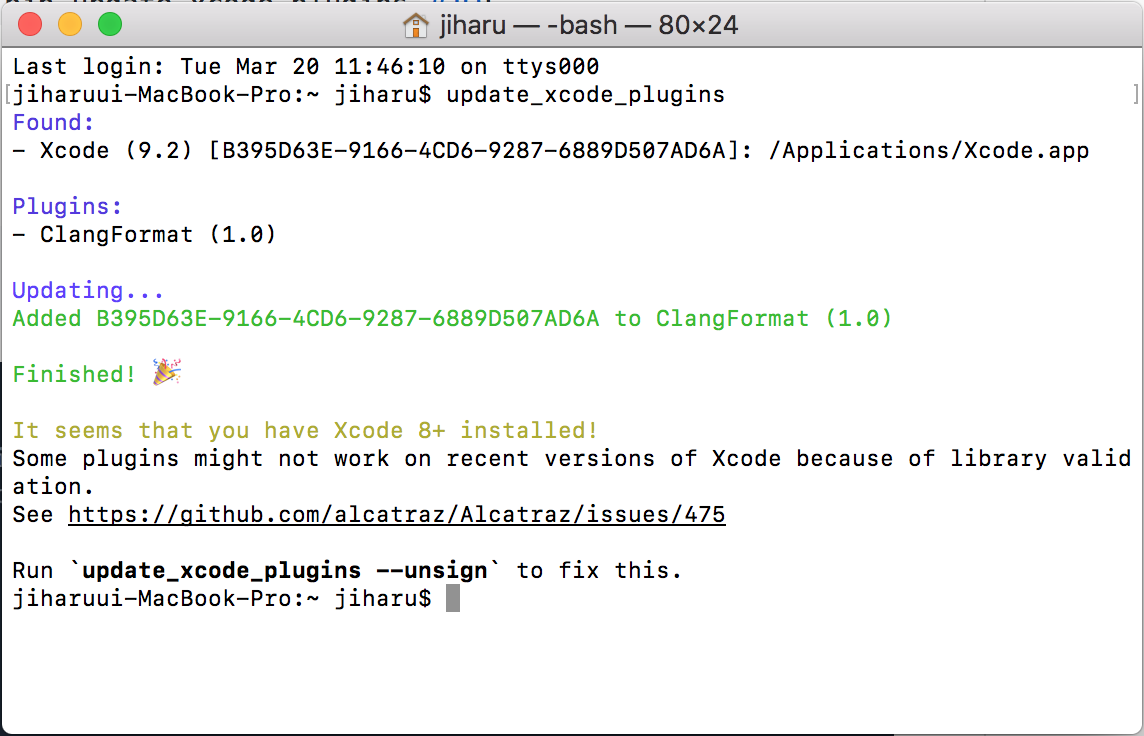 jiharu — -bash — 80×24
Last login: Tue Mar 20 11:46:10 on ttys000
[jiharuui-MacBook-Pro:~ jiharu$ update_xcode_plugins ]
Found:
- Xcode (9.2) [B395D63E-9166-4CD6-9287-6889D507AD6A]: /Applications/Xcode.app
Plugins:
- ClangFormat (1.0)
Updating...
Added B395D63E-9166-4CD6-9287-6889D507AD6A to ClangFormat (1.0)
Finished! 🎉
It seems that you have Xcode 8+ installed!
Some plugins might not work on recent versions of Xcode because of library valid
ation.
See https://github.com/alcatraz/Alcatraz/issues/475
Run `update_xcode_plugins --unsign` to fix this.
jiharuui-MacBook-Pro:~ jiharu$